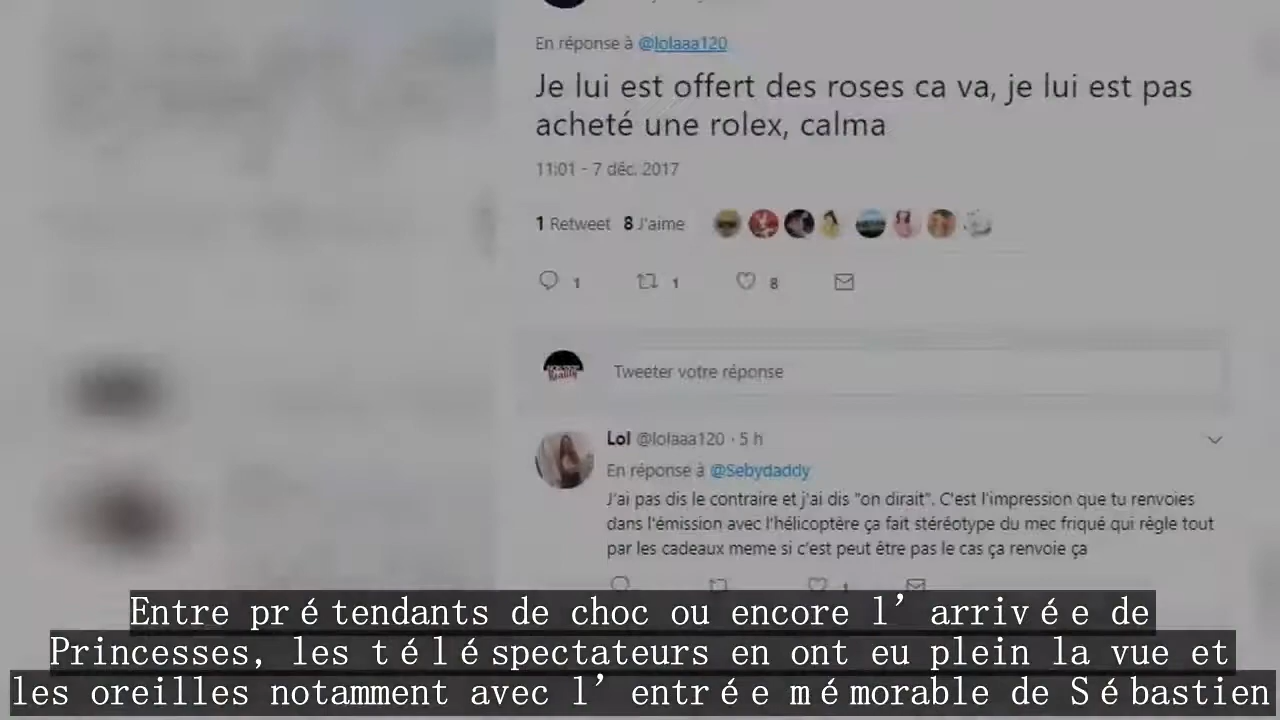 En réponse à @lolaaa120
Je lui est offert des roses ca va, je lui est pas
acheté une rolex, calma
11:01 - 7 déc. 2017
1 Retweet 8 J'aime
1 1 8
Tweeter votre réponse
Lol @lolaaa120 · 5 h
En réponse à @Sebydaddy
J'ai pas dis le contraire et j'ai dis "on dirait". C'est l'impression que tu renvoies
dans l'émission avec l'hélicoptère ça fait stéréotype du mec friqué qui règle tout
par les cadeaux meme si c'est peut être pas le cas ça renvoie ça
1
Entre prétendants de choc ou encore l’arrivée de
Princesses, les téléspectateurs en ont eu plein la vue et
les oreilles notamment avec l’entrée mémorable de Sébastien